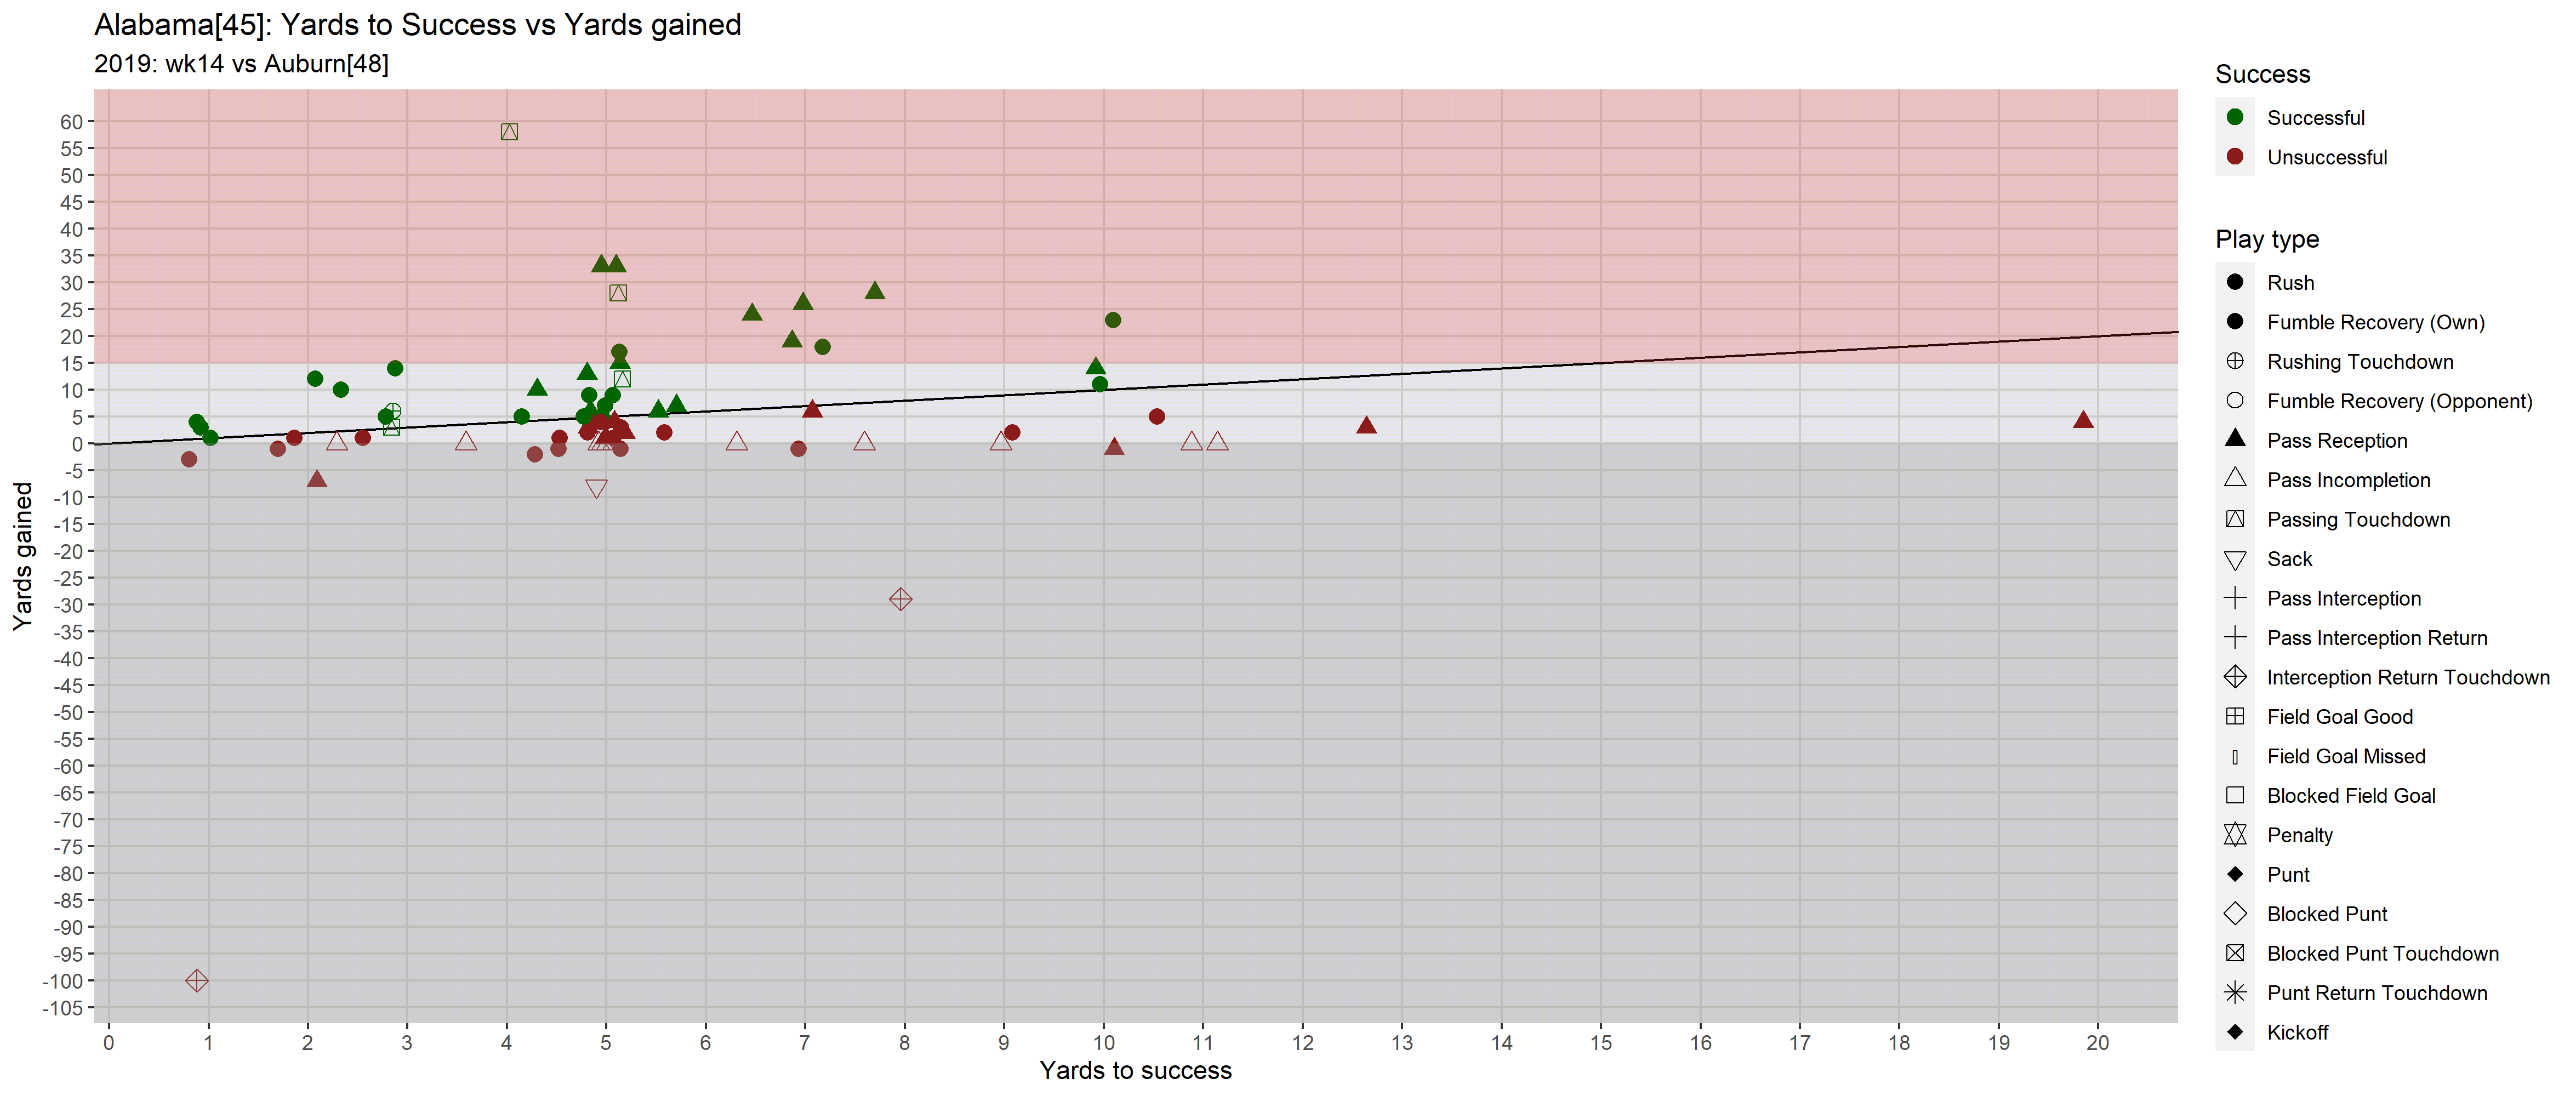 Alabama[45]: Yards to Success vs Yards gained
2019: wk14 vs Auburn[48]
Yards gained
60
55
50
45
40
35
30
25
20
15
10
5
0
-5
-10
-15
-20
-25
-30
-35
-40
-45
-50
-55
-60
-65
-70
-75
-80
-85
-90
-95
-100
-105
0 1 2 3 4 5 6 7 8 9 10 11 12 13 14 15 16 17 18 19 20
Yards to success
Success
Successful
Unsuccessful
Play type
Rush
Fumble Recovery (Own)
Rushing Touchdown
Fumble Recovery (Opponent)
Pass Reception
Pass Incompletion
Passing Touchdown
Sack
Pass Interception
Pass Interception Return
Interception Return Touchdown
Field Goal Good
Field Goal Missed
Blocked Field Goal
Penalty
Punt
Blocked Punt
Blocked Punt Touchdown
Punt Return Touchdown
Kickoff